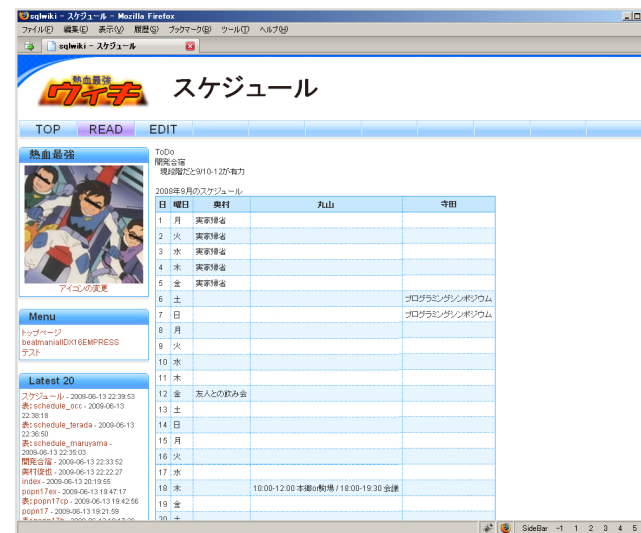 sqlwiki - スケジュール - Mozilla Firefox
ファイル(F) 編集(E) 表示(V) 履歴(S) ブックマーク(B) ツール(T) ヘルプ(H)
sqlwiki - スケジュール
熱血最強
ウィキ
スケジュール
TOP READ EDIT
熱血最強
アイコンの変更
Menu
トップページ
beatmaniaIIDX16EMPRESS
テスト
Latest 20
スケジュール - 2009-06-13 22:39:53
表:schedule_occ - 2009-06-13
22:38:18
表:schedule_terada - 2009-06-13
22:36:50
表:schedule_maruyama -
2009-06-13 22:35:03
開発合宿 - 2009-06-13 22:33:52
奥村俊也 - 2009-06-13 22:22:27
index - 2009-06-13 20:19:55
popn17ex - 2009-06-13 19:47:17
表:popn17cp - 2009-06-13 19:42:56
popn17 - 2009-06-13 19:21:59
ToDo
開発合宿
現段階だと9/10-12が有力
2008年9月のスケジュール
日 曜日 奥村 丸山 寺田
1 月 実家帰省
2 火 実家帰省
3 水 実家帰省
4 木 実家帰省
5 金 実家帰省
6 土 プログラミングシンポジウム
7 日 プログラミングシンポジウム
8 月
9 火
10 水
11 木
12 金 友人との飲み会
13 土
14 日
15 月
16 火
17 水
18 木 10:00-12:00 本郷or駒場 / 18:00-19:30 会議
19 金
20 土
SideBar -1 1 2 3 4 5